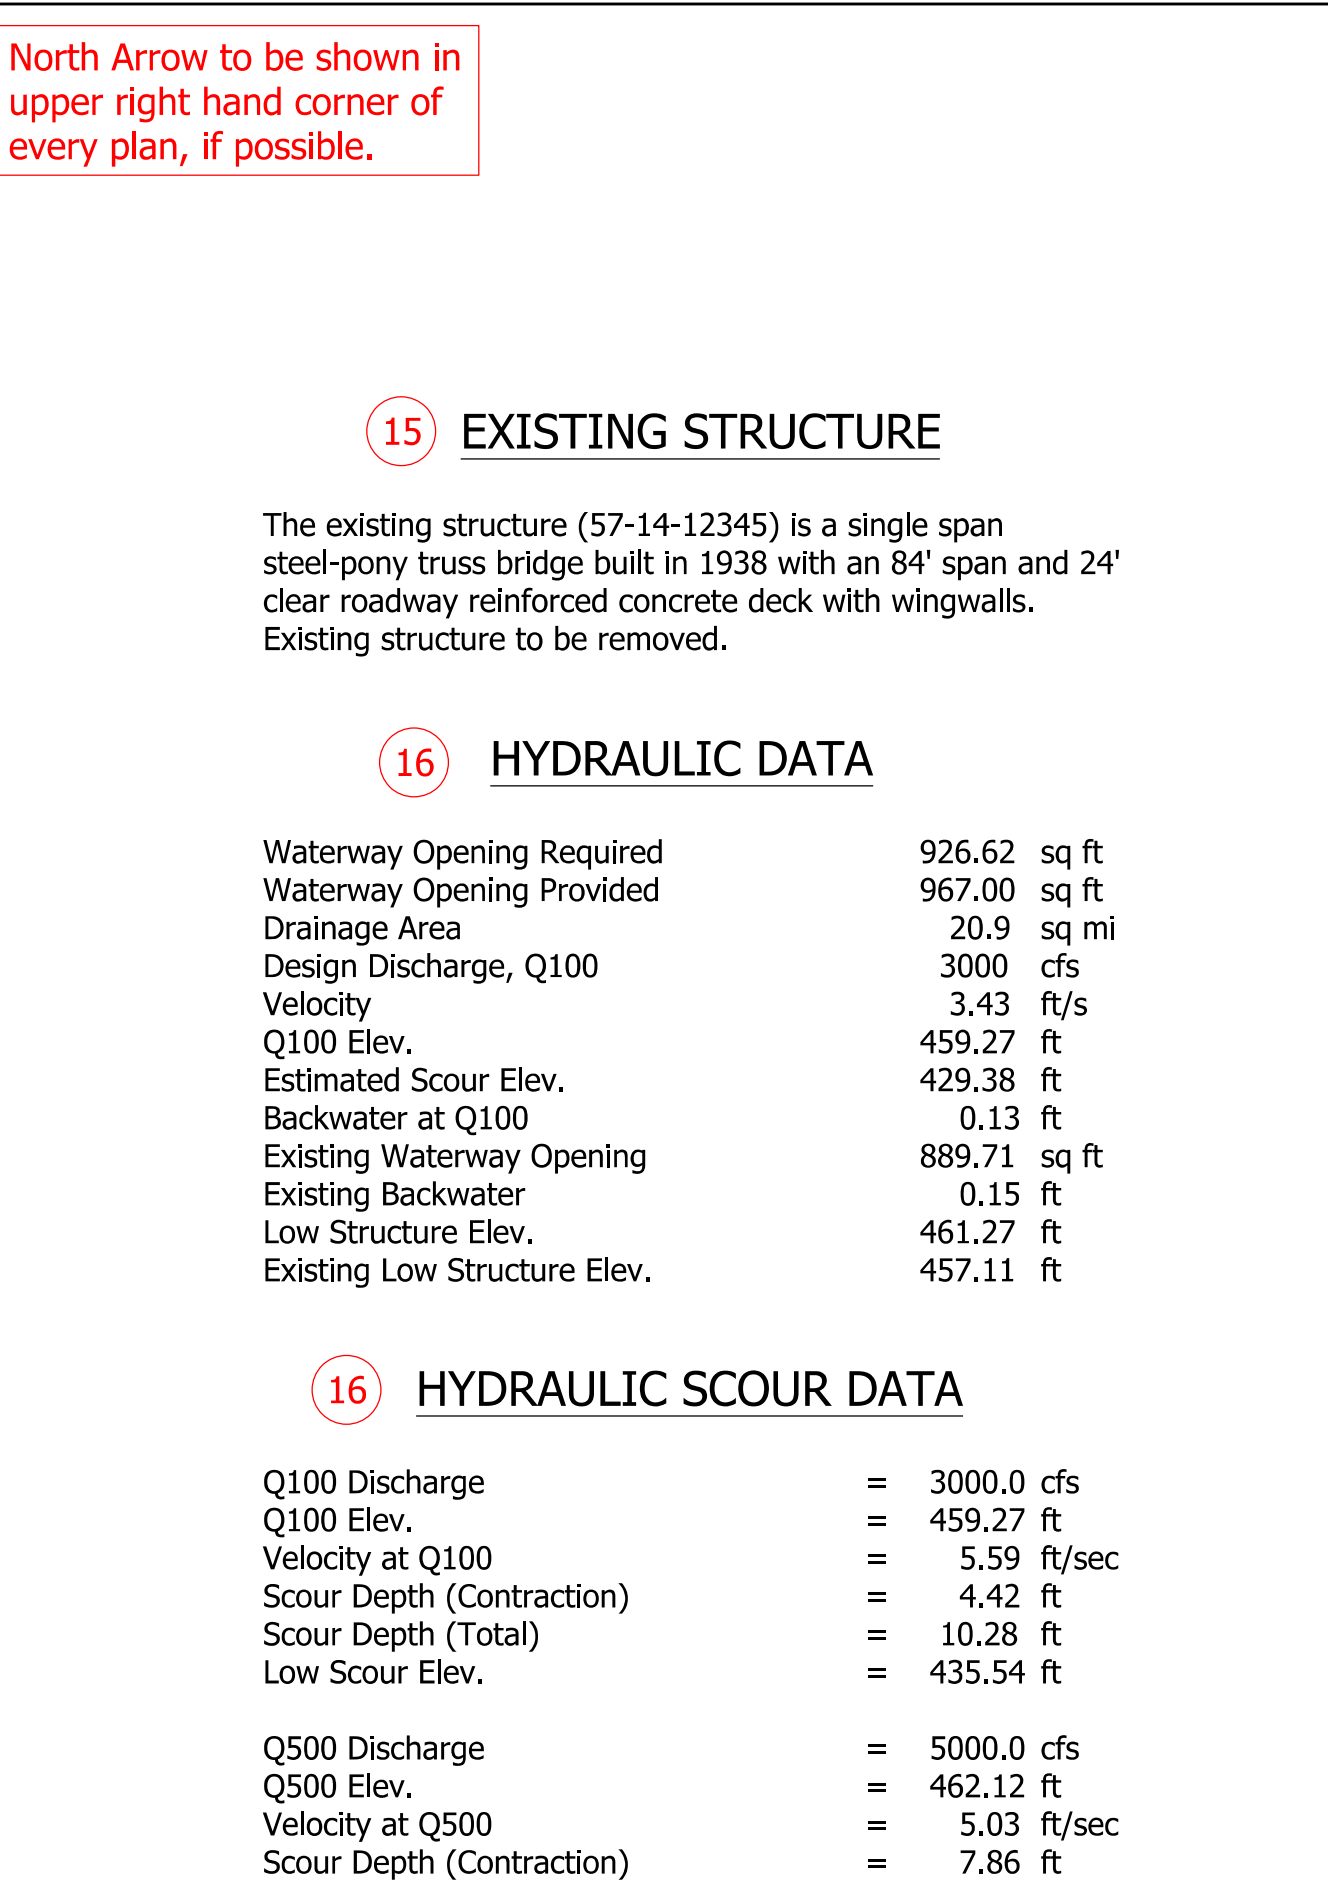 North Arrow to be shown in
upper right hand corner of
every plan, if possible.
15 EXISTING STRUCTURE
The existing structure (57-14-12345) is a single span
steel-pony truss bridge built in 1938 with an 84' span and 24'
clear roadway reinforced concrete deck with wingwalls.
Existing structure to be removed.
16 HYDRAULIC DATA
Waterway Opening Required 926.62 sq ft
Waterway Opening Provided 967.00 sq ft
Drainage Area 20.9 sq mi
Design Discharge, Q100 3000 cfs
Velocity 3.43 ft/s
Q100 Elev. 459.27 ft
Estimated Scour Elev. 429.38 ft
Backwater at Q100 0.13 ft
Existing Waterway Opening 889.71 sq ft
Existing Backwater 0.15 ft
Low Structure Elev. 461.27 ft
Existing Low Structure Elev. 457.11 ft
16 HYDRAULIC SCOUR DATA
Q100 Discharge = 3000.0 cfs
Q100 Elev. = 459.27 ft
Velocity at Q100 = 5.59 ft/sec
Scour Depth (Contraction) = 4.42 ft
Scour Depth (Total) = 10.28 ft
Low Scour Elev. = 435.54 ft
Q500 Discharge = 5000.0 cfs
Q500 Elev. = 462.12 ft
Velocity at Q500 = 5.03 ft/sec
Scour Depth (Contraction) = 7.86 ft